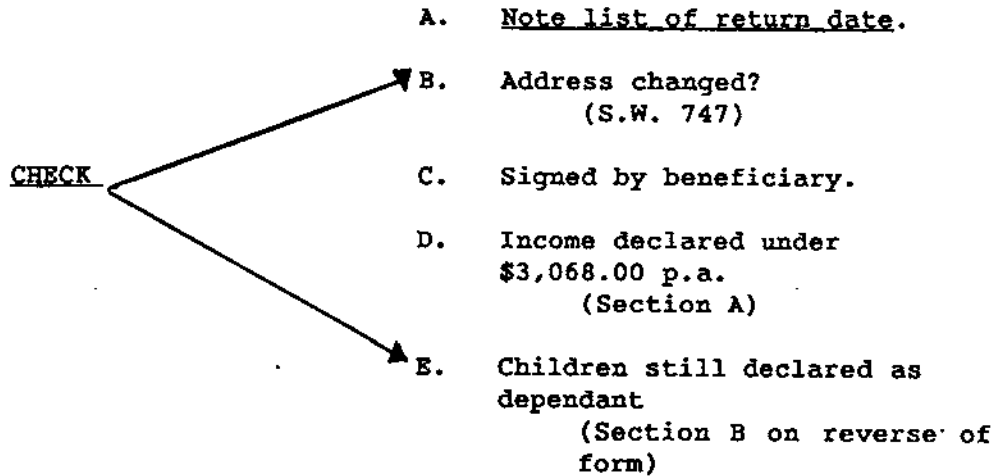 A. Note list of return date.
B. Address changed?
(S.W. 747)
CHECK
C. Signed by beneficiary.
D. Income declared under
$3,068.00 p.a.
(Section A)
E. Children still declared as
dependant
(Section B on reverse of
form)